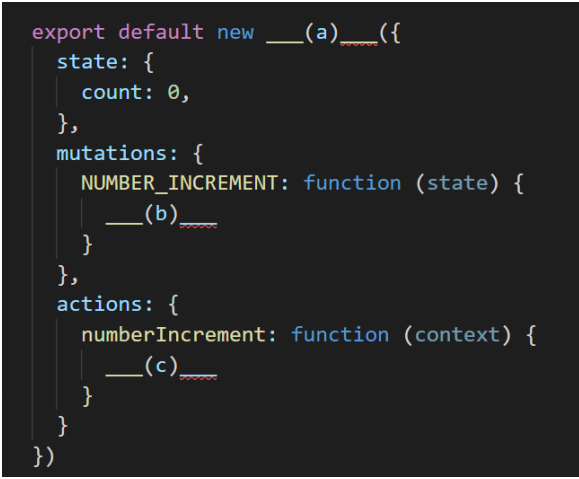 export default new ___(a)___({
state: {
count: 0,
},
mutations: {
NUMBER_INCREMENT: function (state) {
___(b)___
}
},
actions: {
numberIncrement: function (context) {
___(c)___
}
}
})